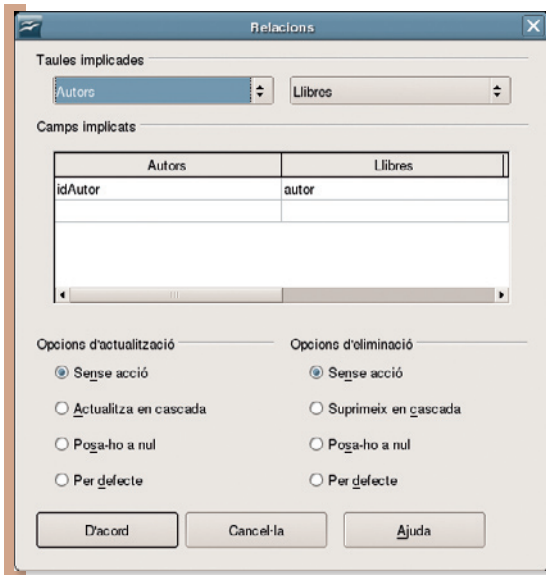 Relacions
Taules implicades
Autors Llibres
Camps implicats
Autors Llibres
idAutor autor
Opcions d'actualització Opcions d'eliminació
Sense acció Sense acció
Actualitza en cascada Suprimeix en cascada
Posa-ho a nul Posa-ho a nul
Per defecte Per defecte
D'acord Cancel·la Ajuda